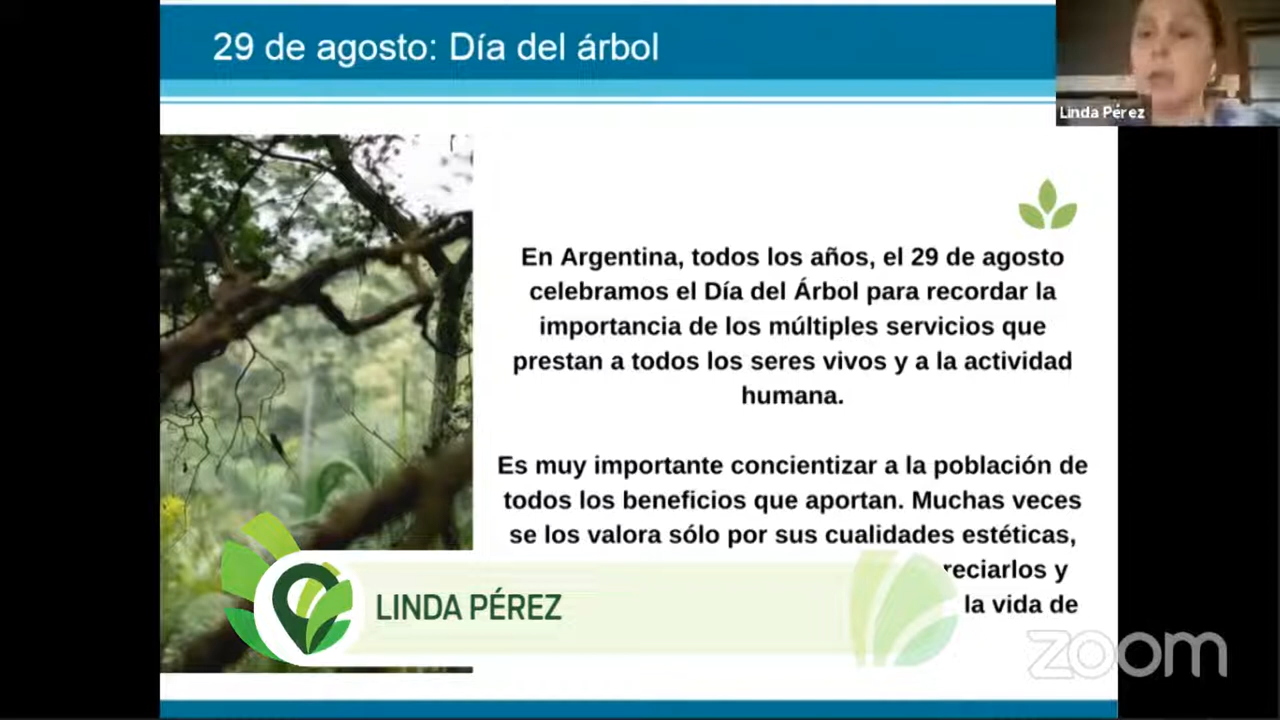 29 de agosto: Día del árbol
Linda Pérez
En Argentina, todos los años, el 29 de agosto
celebramos el Día del Árbol para recordar la
importancia de los múltiples servicios que
prestan a todos los seres vivos y a la actividad
humana.
Es muy importante concientizar a la población de
todos los beneficios que aportan. Muchas veces
se los valora sólo por sus cualidades estéticas,
reciarlos y
la vida de
LINDA PÉREZ
zoom